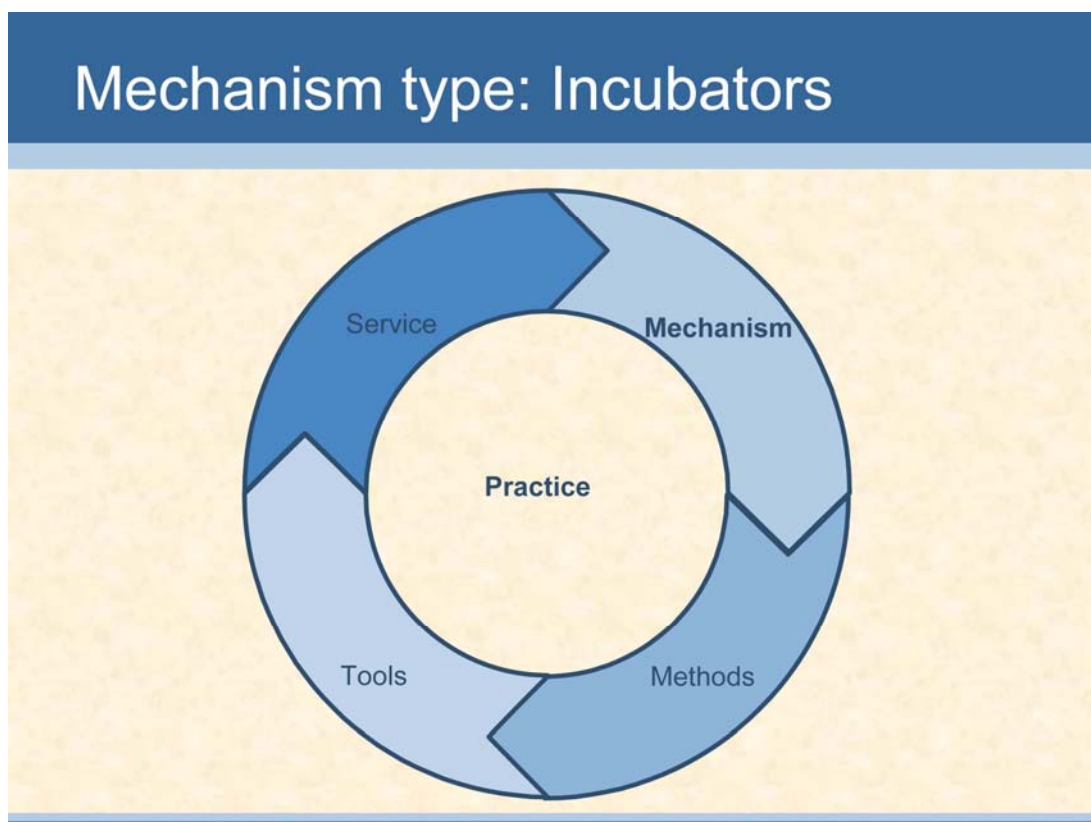 Mechanism type: Incubators
Service
Mechanism
Practice
Tools
Methods